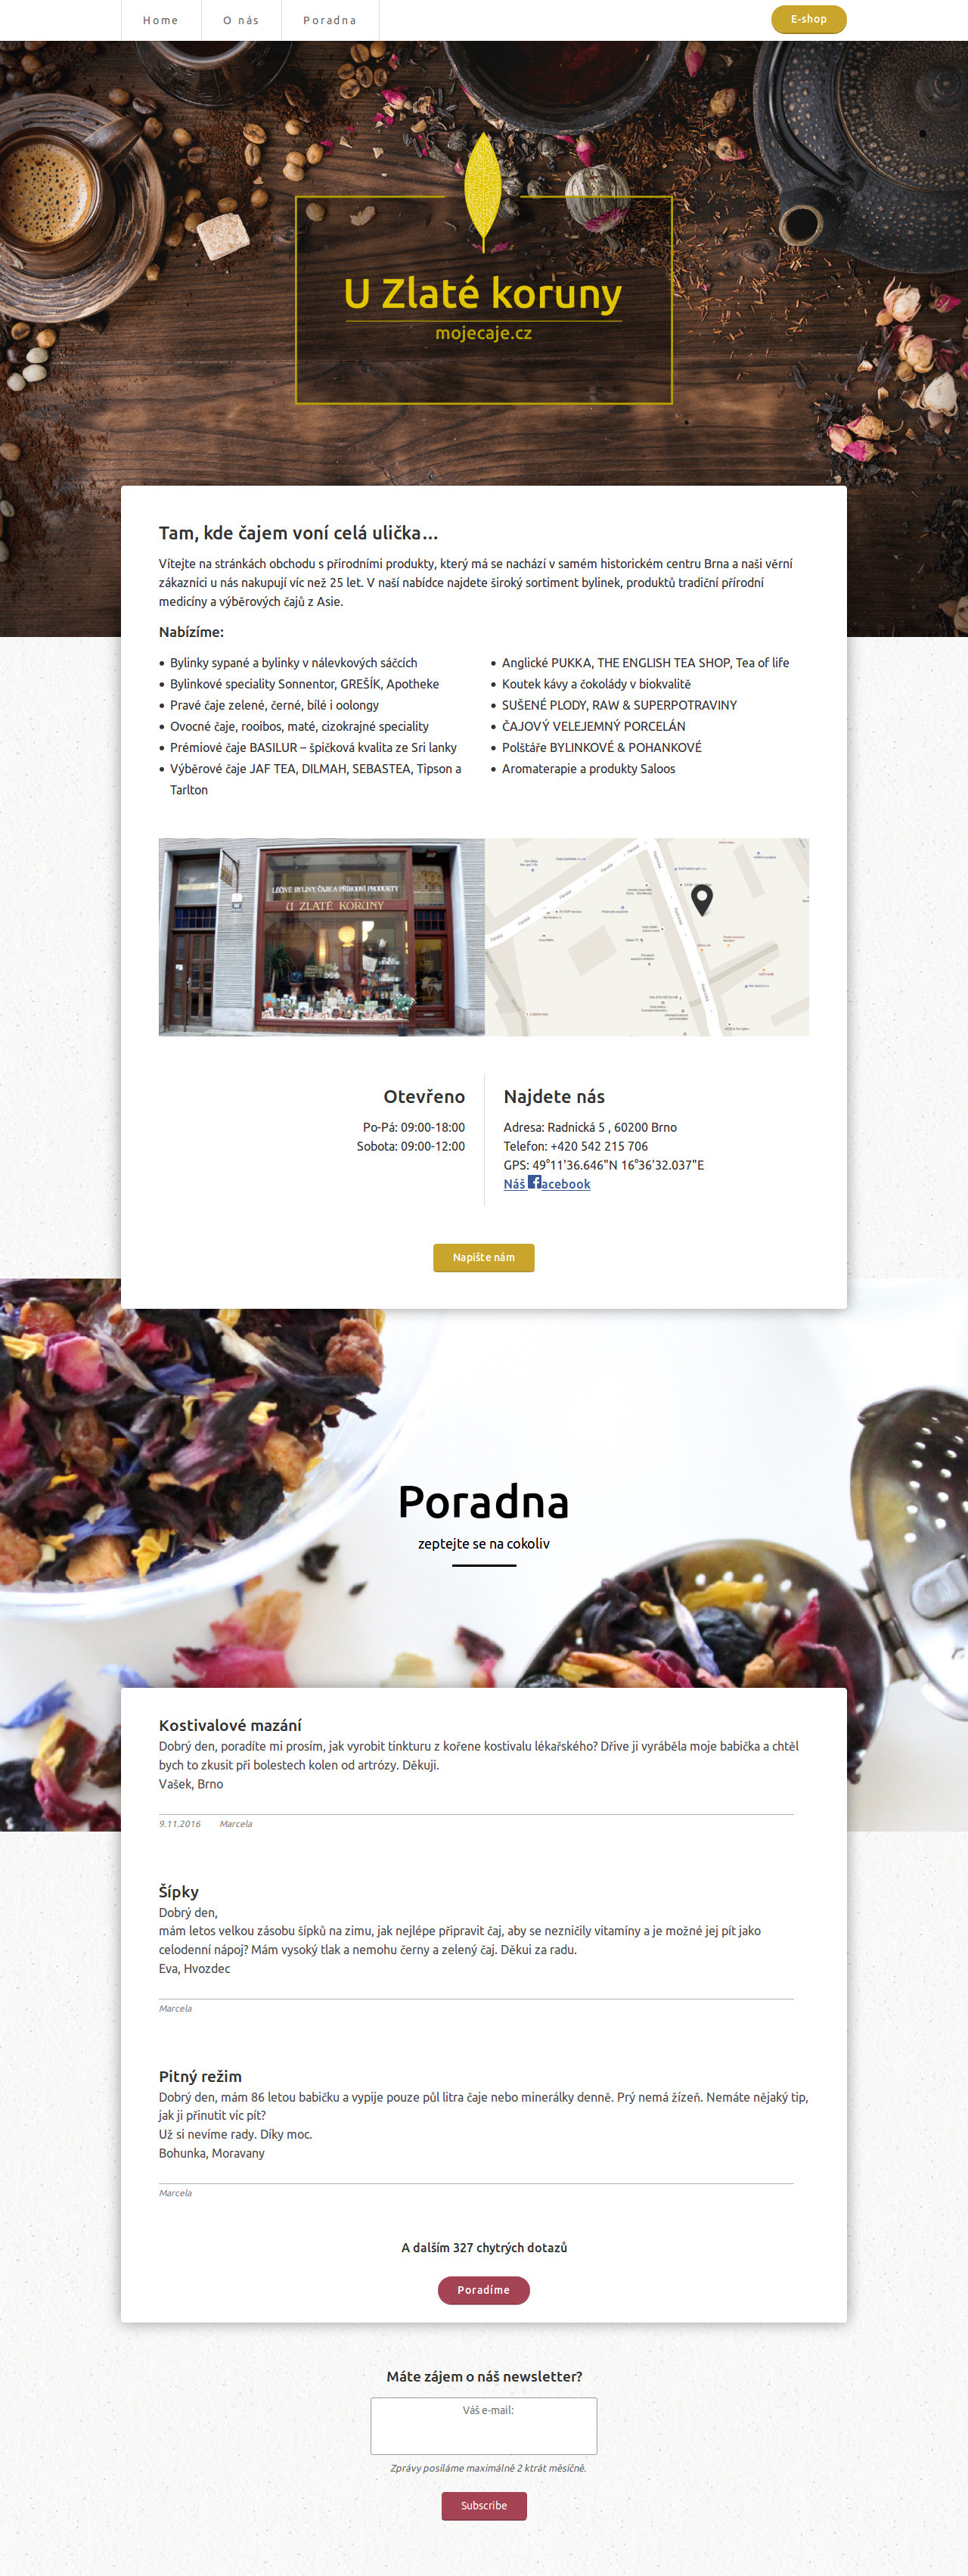 Home
O nás
Poradna
E-shop
U Zlaté koruny
mojecaje.cz
Tam, kde čajem voní celá ulička...
Vítejte na stránkách obchodu s přírodními produkty, který má se nachází v samém historickém centru Brna a naši věrní
zákazníci u nás nakupují víc než 25 let. V naší nabídce najdete široký sortiment bylinek, produktů tradiční přírodní
medicíny a výběrových čajů z Asie.
Nabízíme:
Bylinky sypané a bylinky v nálevkových sáčcích
Bylinkové speciality Sonnentor, GREŠÍK, Apotheke
Pravé čaje zelené, černé, bílé i oolongy
Ovocné čaje, rooibos, maté, cizokrajné speciality
Prémiové čaje BASILUR – špičková kvalita ze Sri lanky
Výběrové čaje JAF TEA, DILMAH, SEBASTEA, Tipson a
Tarlton
Anglické PUKKA, THE ENGLISH TEA SHOP, Tea of life
Koutek kávy a čokolády v biokvalitě
SUŠENÉ PLODY, RAW & SUPERPOTRAVINY
ČAJOVÝ VELEJEMNÝ PORCELÁN
Polštáře BYLINKOVÉ & POHANKOVÉ
Aromaterapie a produkty Saloos
LÉČIVÉ BYLINY, ČAJE A PŘÍRODNÍ PRODUKTY
U ZLATÉ KORUNY
Otevřeno
Po-Pá: 09:00-18:00
Sobota: 09:00-12:00
Najdete nás
Adresa: Radnická 5 , 60200 Brno
Telefon: +420 542 215 706
GPS: 49°11'36.646"N 16°36'32.037"E
Náš facebook
Napište nám
Poradna
zeptejte se na cokoliv
Kostivalové mazání
Dobrý den, poradíte mi prosím, jak vyrobit tinkturu z kořene kostivalu lékařského? Dřive ji vyráběla moje babička a chtěl
bych to zkusit při bolestech kolen od artrózy. Děkuji.
Vašek, Brno
9.11.2016 Marcela
Šípky
Dobrý den,
mám letos velkou zásobu šípků na zimu, jak nejlépe připravit čaj, aby se nezničily vitamíny a je možné jej pít jako
celodenní nápoj? Mám vysoký tlak a nemohu černy a zelený čaj. Děkui za radu.
Eva, Hvozdec
Marcela
Pitný režim
Dobrý den, mám 86 letou babičku a vypije pouze půl litra čaje nebo minerálky denně. Prý nemá žízeň. Nemáte nějaký tip,
jak ji přinutit víc pít?
Už si nevíme rady. Díky moc.
Bohunka, Moravany
Marcela
A dalším 327 chytrých dotazů
Poradíme
Máte zájem o náš newsletter?
Váš e-mail:
Zprávy posíláme maximálně 2 ktrát měsíčně.
Subscribe